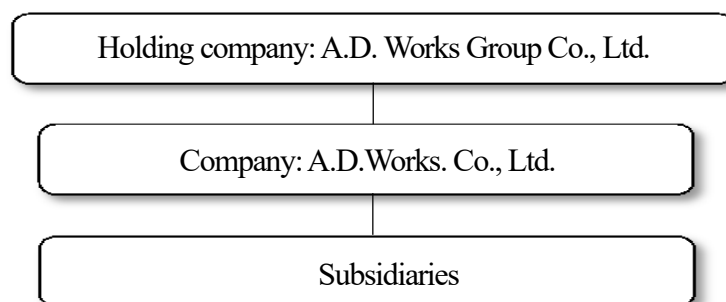 Holding company: A.D. Works Group Co., Ltd.
Company: A.D.Works. Co., Ltd.
Subsidiaries